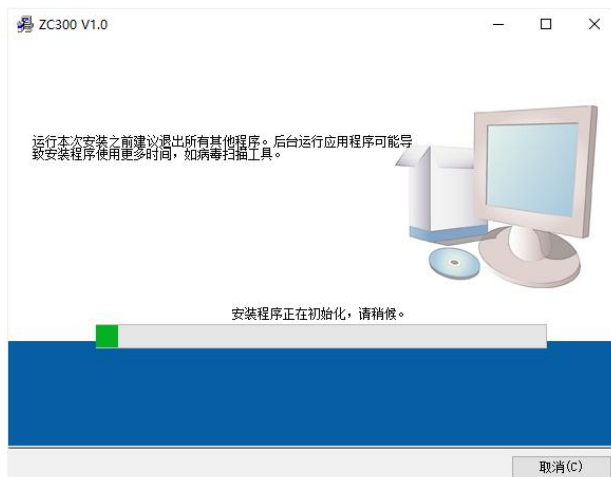 ZC300 V1.0
运行本次安装之前建议退出所有其他程序。后台运行应用程序可能导
致安装程序使用更多时间，如病毒扫描工具。
安装程序正在初始化，请稍候。
取消(C)